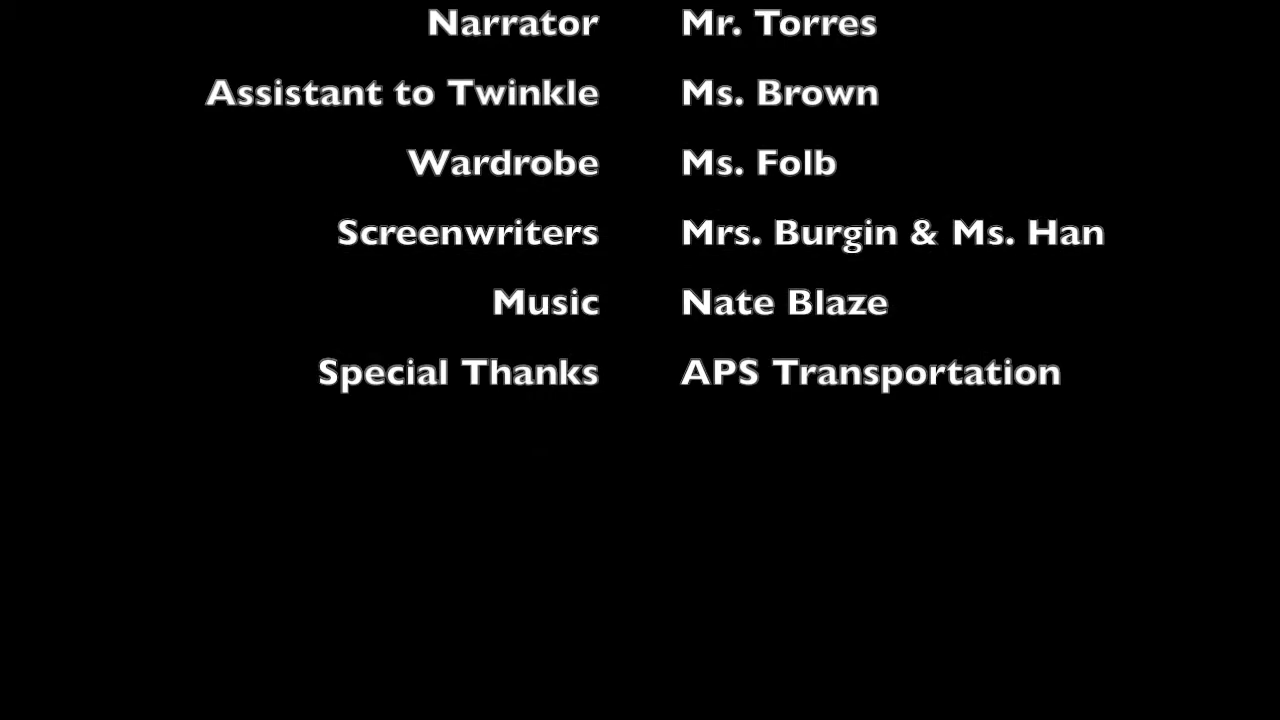 Narrator Mr. Torres
Assistant to Twinkle Ms. Brown
Wardrobe Ms. Folb
Screenwriters Mrs. Burgin & Ms. Han
Music Nate Blaze
Special Thanks APS Transportation